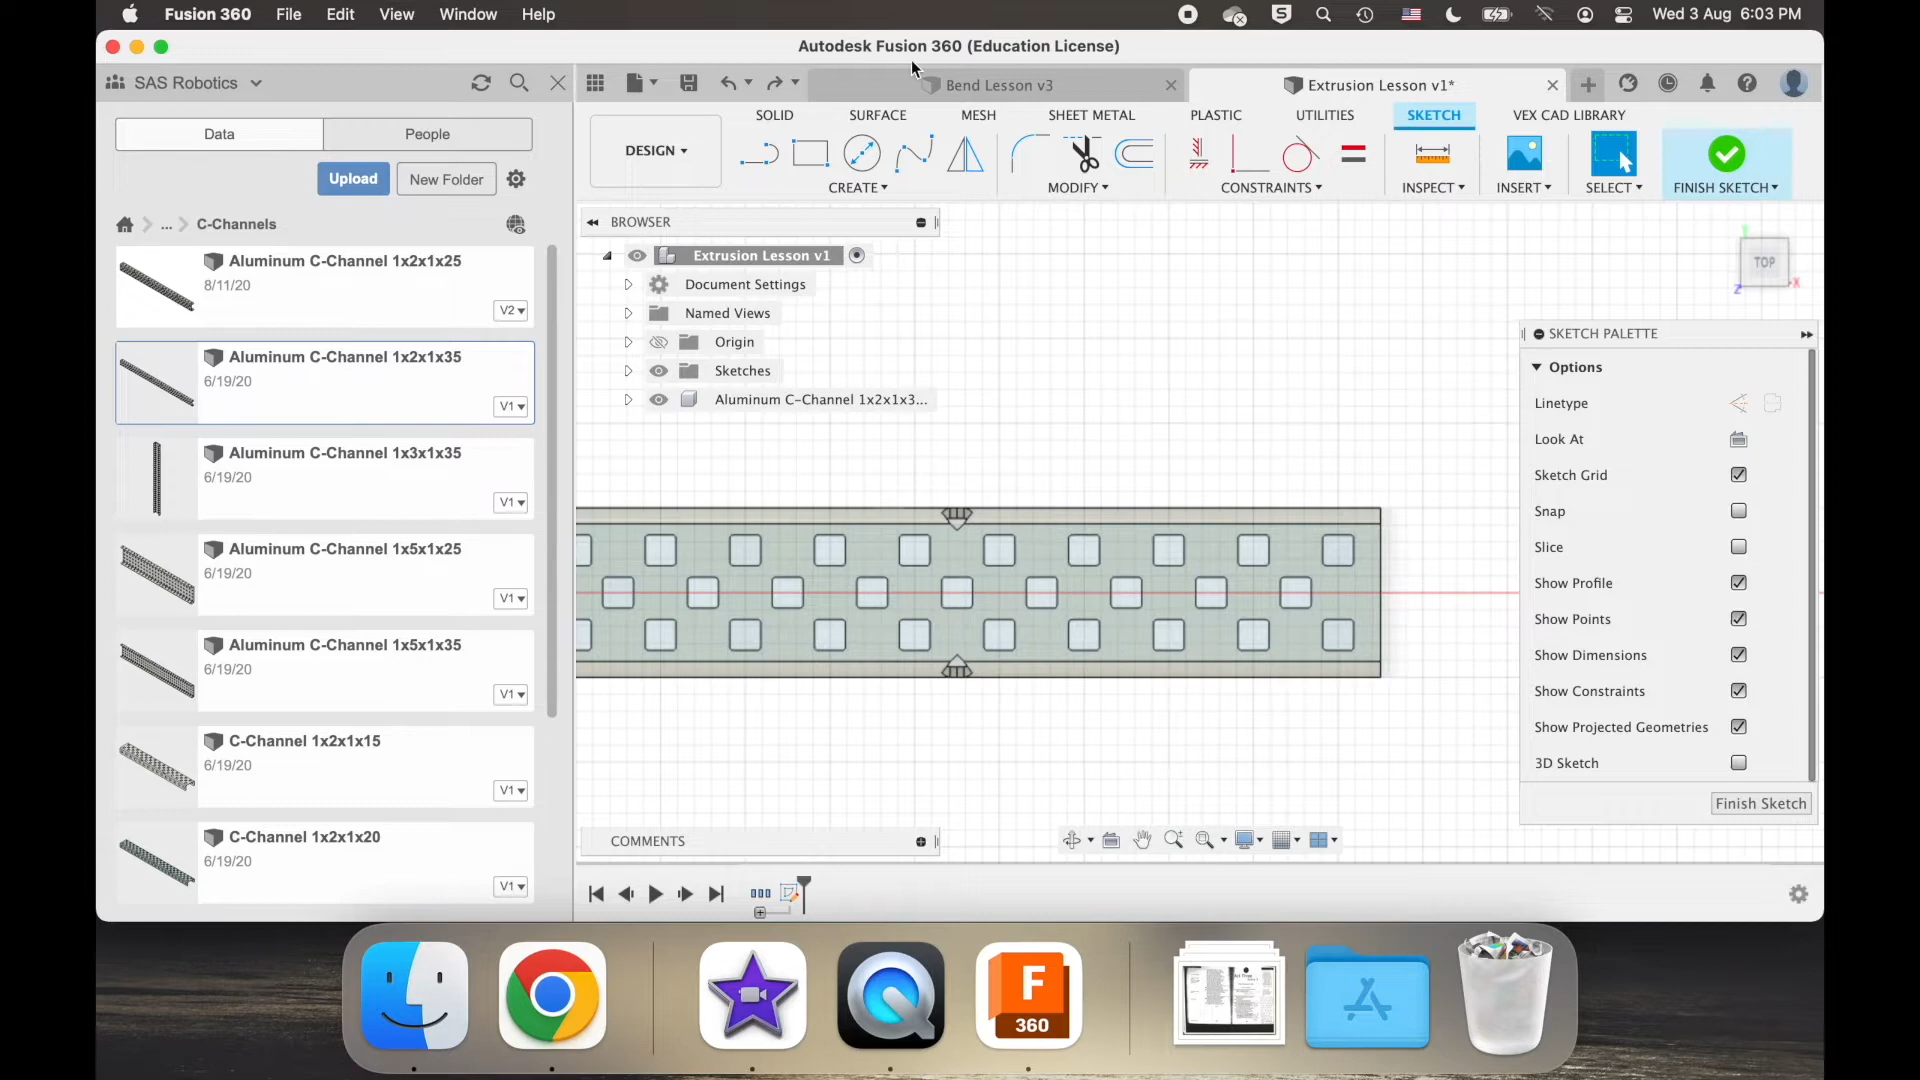 Fusion 360 File Edit View Window Help
Wed 3 Aug 6:03 PM
Autodesk Fusion 360 (Education License)
SAS Robotics
Bend Lesson v3
Extrusion Lesson v1*
Data People
Upload New Folder
... C-Channels
SOLID SURFACE MESH SHEET METAL PLASTIC UTILITIES SKETCH VEX CAD LIBRARY
DESIGN
CREATE MODIFY CONSTRAINTS INSPECT INSERT SELECT FINISH SKETCH
Aluminum C-Channel 1x2x1x25
8/11/20
V2
Aluminum C-Channel 1x2x1x35
6/19/20
V1
Aluminum C-Channel 1x3x1x35
6/19/20
V1
Aluminum C-Channel 1x5x1x25
6/19/20
V1
Aluminum C-Channel 1x5x1x35
6/19/20
V1
C-Channel 1x2x1x15
6/19/20
V1
C-Channel 1x2x1x20
6/19/20
V1
BROWSER
Extrusion Lesson v1
Document Settings
Named Views
Origin
Sketches
Aluminum C-Channel 1x2x1x3...
TOP
X
Z
SKETCH PALETTE
Options
Linetype
Look At
Sketch Grid
Snap
Slice
Show Profile
Show Points
Show Dimensions
Show Constraints
Show Projected Geometries
3D Sketch
Finish Sketch
COMMENTS
F
360